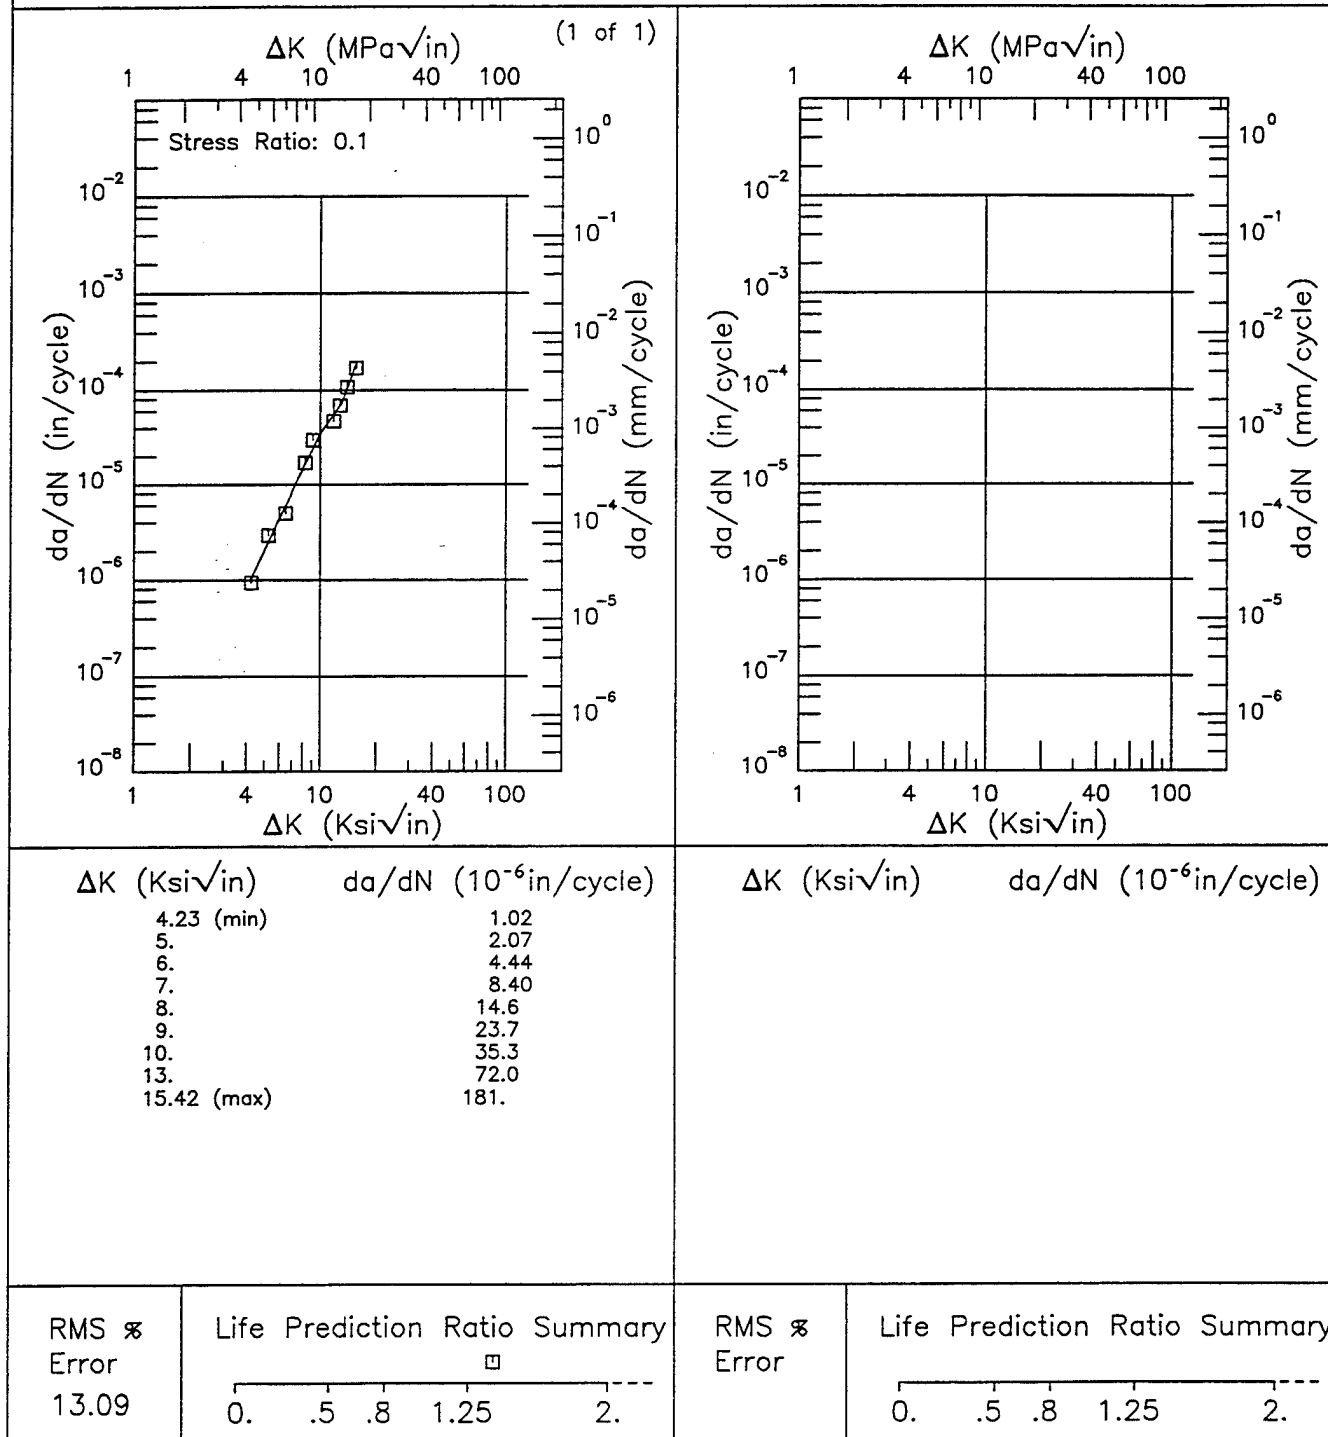 (1 of 1)
ΔK (MPa√in)
1 4 10 40 100
Stress Ratio: 0.1
da/dN (in/cycle)
10⁻²
10⁻³
10⁻⁴
10⁻⁵
10⁻⁶
10⁻⁷
10⁻⁸
10⁰
10⁻¹
10⁻²
10⁻³
10⁻⁴
10⁻⁵
10⁻⁶
da/dN (mm/cycle)
1 4 10 40 100
ΔK (Ksi√in)
ΔK (MPa√in)
1 4 10 40 100
da/dN (in/cycle)
10⁻²
10⁻³
10⁻⁴
10⁻⁵
10⁻⁶
10⁻⁷
10⁻⁸
10⁰
10⁻¹
10⁻²
10⁻³
10⁻⁴
10⁻⁵
10⁻⁶
da/dN (mm/cycle)
1 4 10 40 100
ΔK (Ksi√in)
ΔK (Ksi√in) da/dN (10⁻⁶in/cycle)
4.23 (min) 1.02
5. 2.07
6. 4.44
7. 8.40
8. 14.6
9. 23.7
10. 35.3
13. 72.0
15.42 (max) 181.
ΔK (Ksi√in) da/dN (10⁻⁶in/cycle)
RMS %
Error
13.09
Life Prediction Ratio Summary
0. .5 .8 1.25 2.
RMS %
Error
Life Prediction Ratio Summary
0. .5 .8 1.25 2.